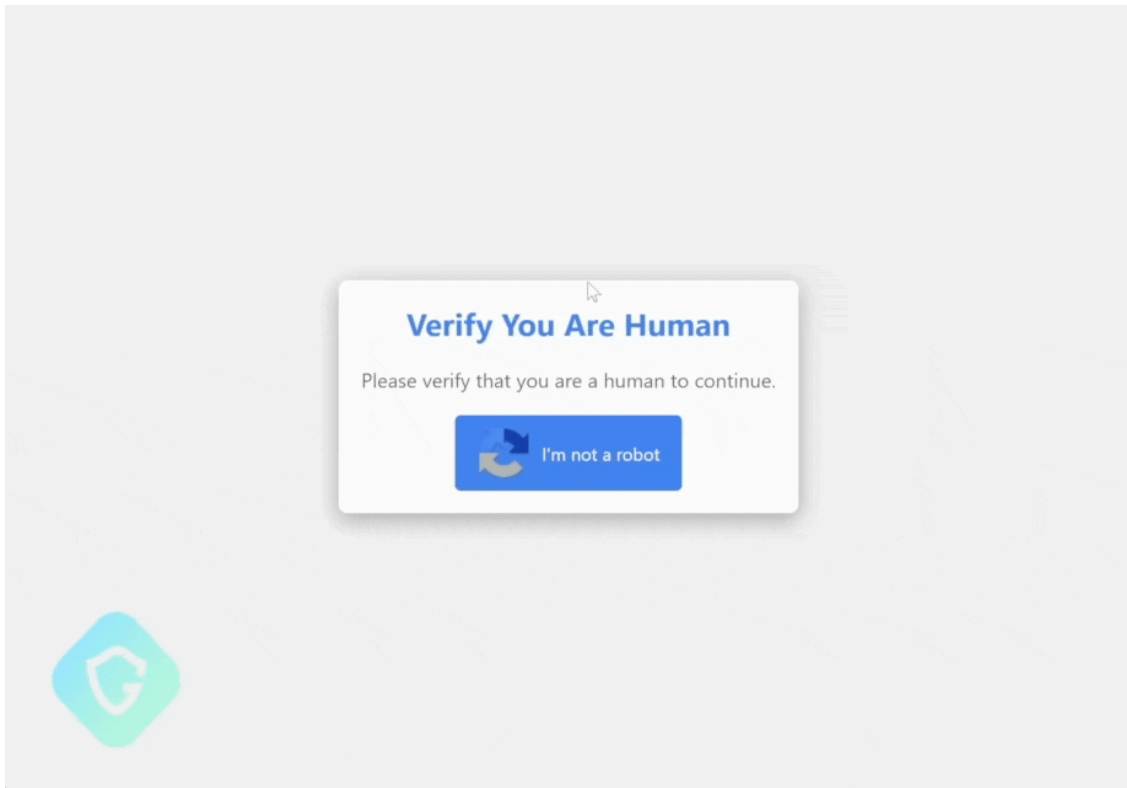 Verify You Are Human
Please verify that you are a human to continue.
I'm not a robot